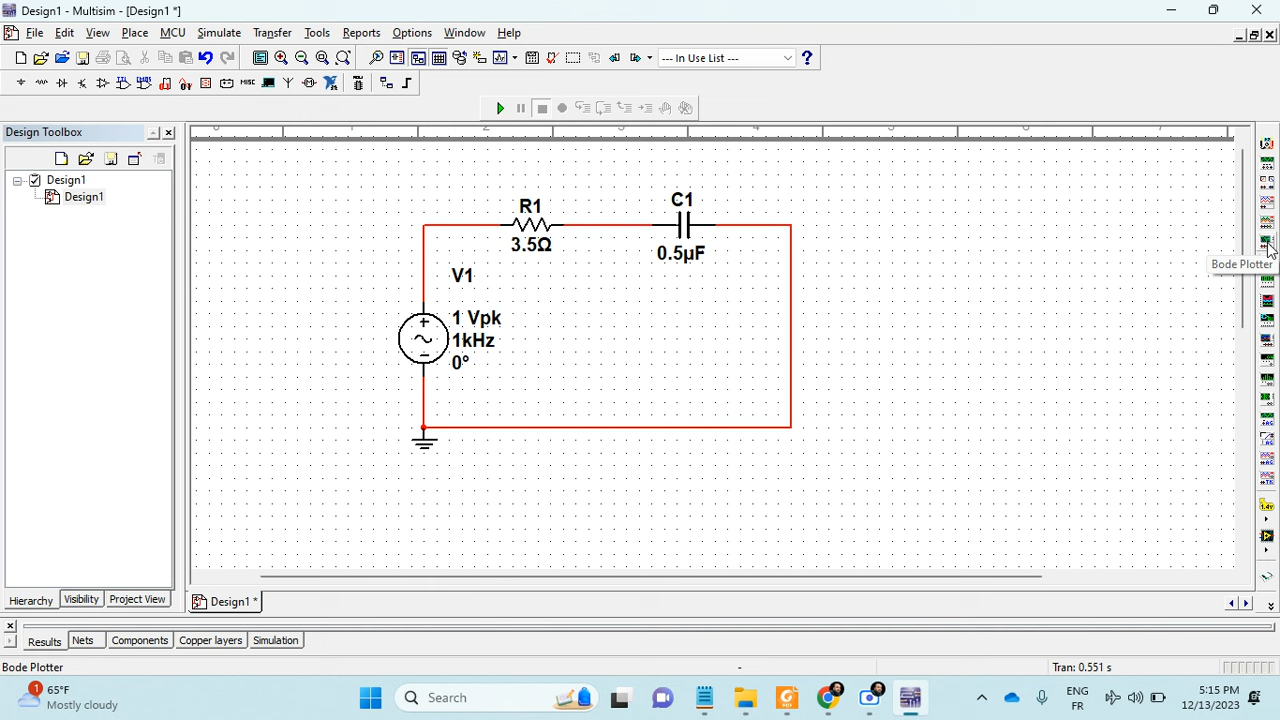 Design1 - Multisim - [Design1 *]
File Edit View Place MCU Simulate Transfer Tools Reports Options Window Help
--- In Use List ---
Design Toolbox
Design1
Design1
R1
3.5Ω
C1
0.5µF
V1
1 Vpk
1kHz
0°
Bode Plotter
Hierarchy Visibility Project View
Design1 *
Results Nets Components Copper layers Simulation
Bode Plotter
-
Tran: 0.551 s
1
65°F
Mostly cloudy
Search
ENG
FR
5:15 PM
12/13/2023